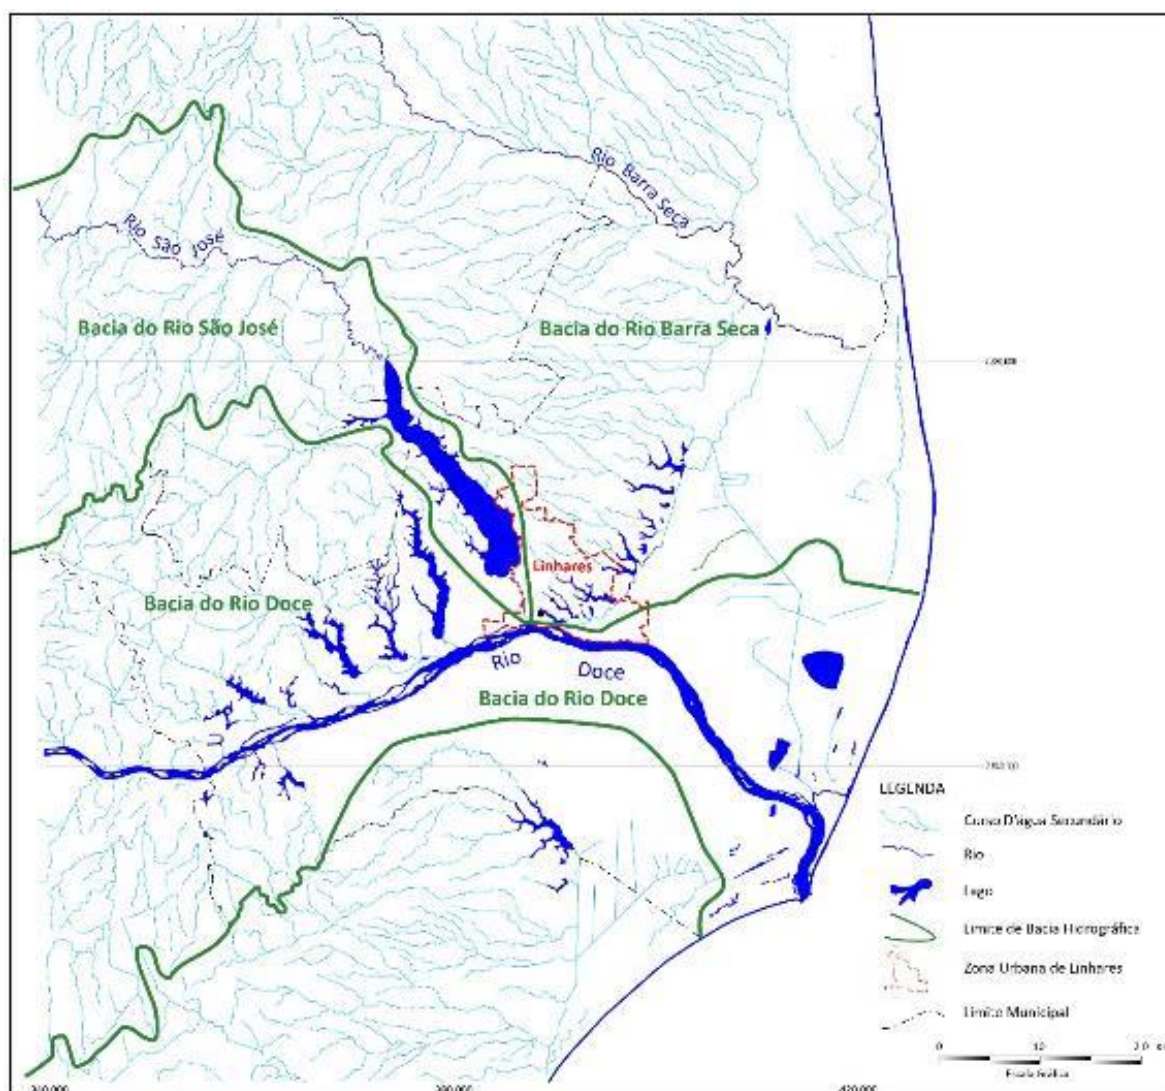 Rio Barra Seca
Rio São José
Bacia do Rio São José
Bacia do Rio Barra Seca
Linhares
Bacia do Rio Doce
Rio Doce
Bacia do Rio Doce
LEGENDA
Curso D'água Secundário
Rio
Lago
Limite de Bacia Hidrográfica
Zona Urbana de Linhares
Limite Municipal
0 10 20
Escala Gráfica